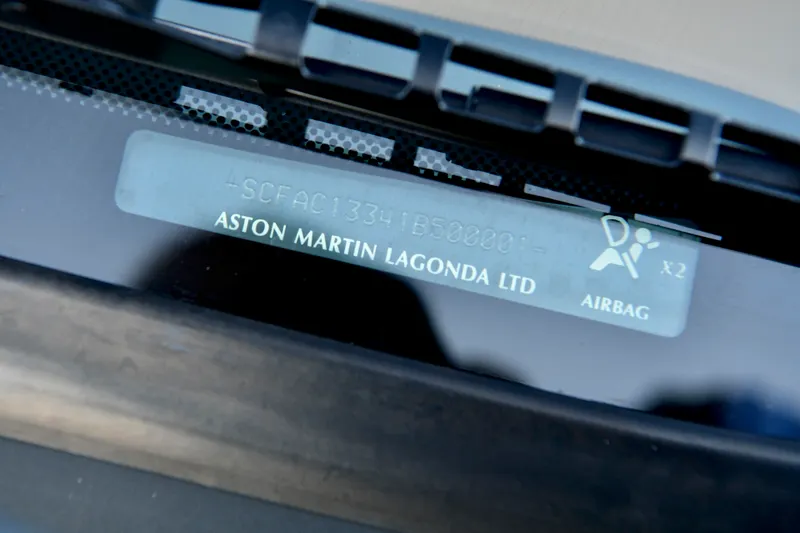 -SCFAC13341B500001-
ASTON MARTIN LAGONDA LTD
X2
AIRBAG